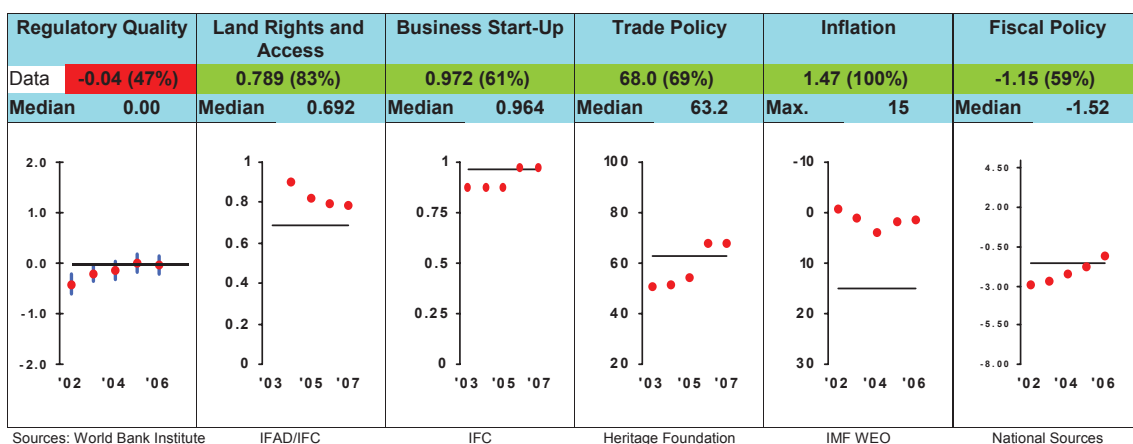 Regulatory Quality
Data -0.04 (47%)
Median 0.00
2.0
1.0
0.0
-1.0
-2.0
'02 '04 '06
Sources: World Bank Institute
Land Rights and
Access
0.789 (83%)
Median 0.692
1
0.8
0.6
0.4
0.2
0
'03 '05 '07
IFAD/IFC
Business Start-Up
0.972 (61%)
Median 0.964
1
0.75
0.5
0.25
0
'03 '05 '07
IFC
Trade Policy
68.0 (69%)
Median 63.2
100
80
60
40
20
'03 '05 '07
Heritage Foundation
Inflation
1.47 (100%)
Max. 15
-10
0
10
20
30
'02 '04 '06
IMF WEO
Fiscal Policy
-1.15 (59%)
Median -1.52
4.50
2.00
-0.50
-3.00
-5.50
-8.00
'02 '04 '06
National Sources